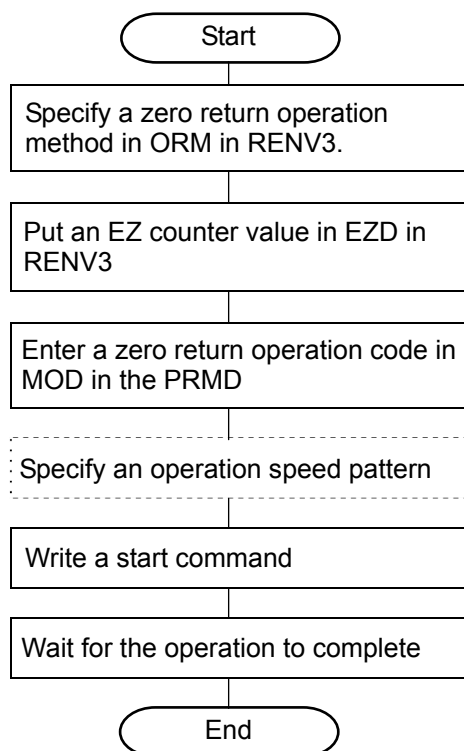 Start
Specify a zero return operation
method in ORM in RENV3.
Put an EZ counter value in EZD in
RENV3
Enter a zero return operation code in
MOD in the PRMD
Specify an operation speed pattern
Write a start command
Wait for the operation to complete
End